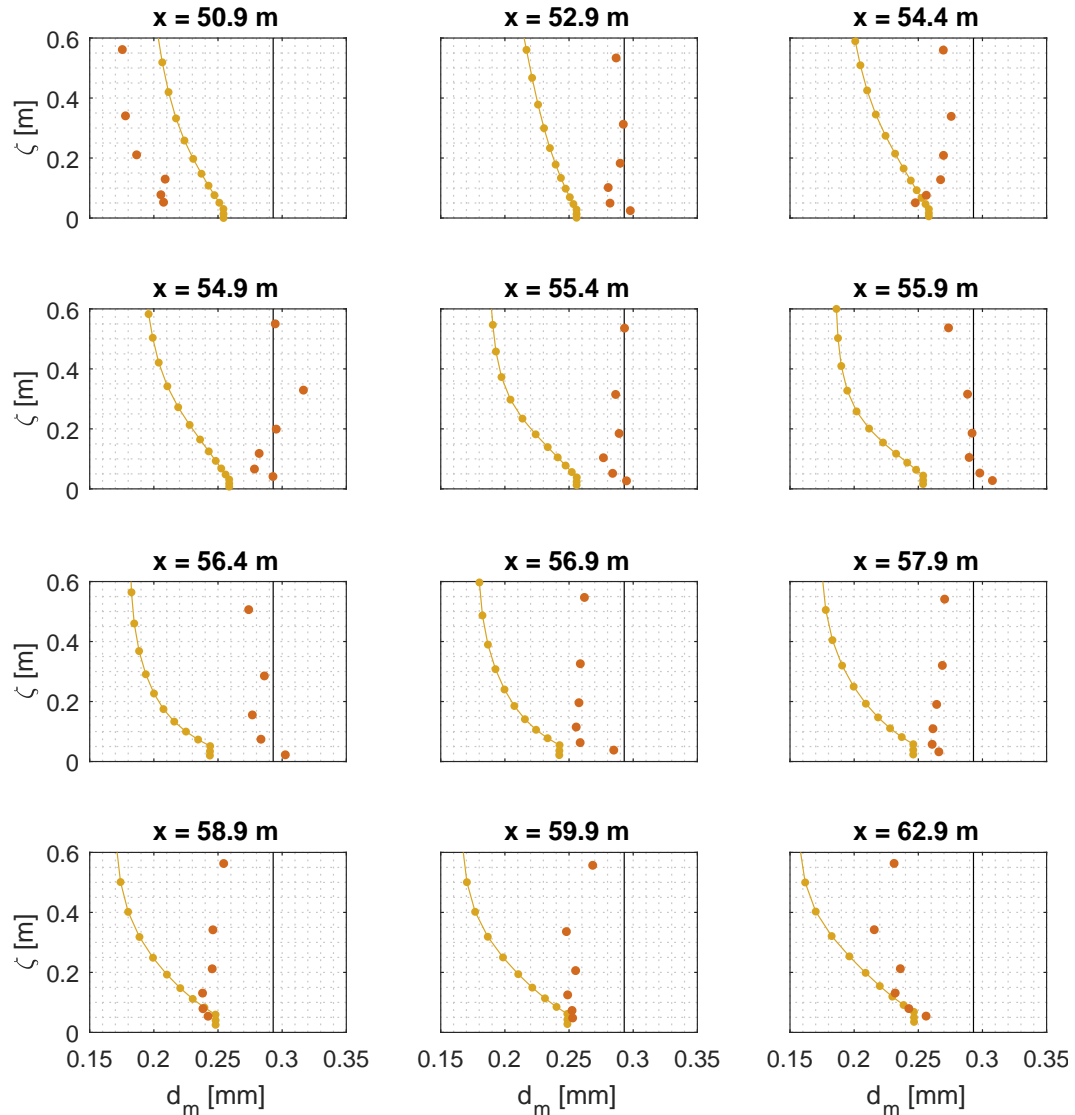 x = 50.9 m x = 52.9 m x = 54.4 m
0.6
0.4
0.2
0
ζ [m]
x = 54.9 m x = 55.4 m x = 55.9 m
0.6
0.4
0.2
0
ζ [m]
x = 56.4 m x = 56.9 m x = 57.9 m
0.6
0.4
0.2
0
ζ [m]
x = 58.9 m x = 59.9 m x = 62.9 m
0.6
0.4
0.2
0
ζ [m]
0.15 0.2 0.25 0.3 0.35 0.15 0.2 0.25 0.3 0.35 0.15 0.2 0.25 0.3 0.35
d_m [mm] d_m [mm] d_m [mm]